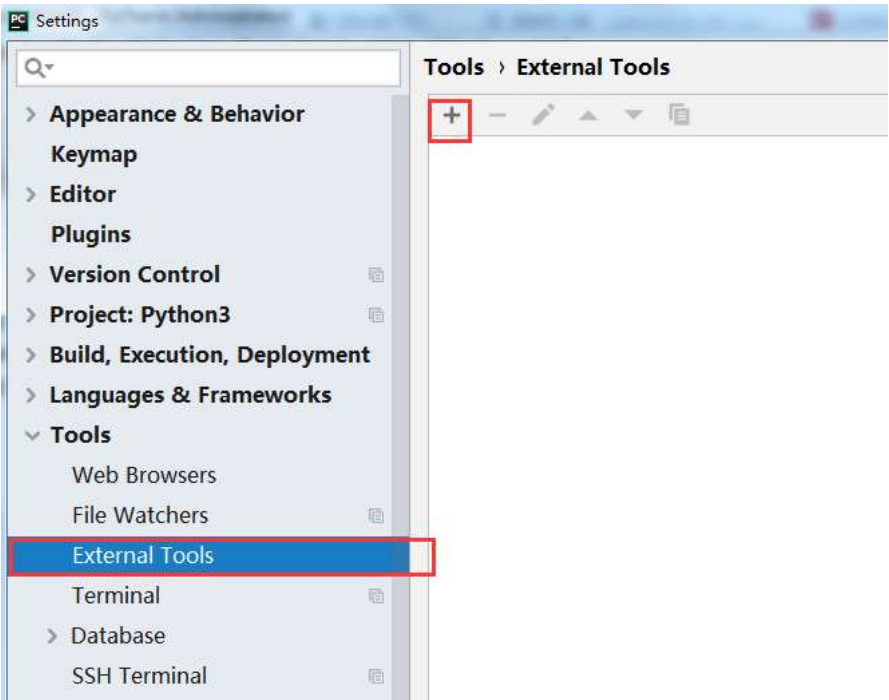 PC Settings
Tools › External Tools
Appearance & Behavior
Keymap
Editor
Plugins
Version Control
Project: Python3
Build, Execution, Deployment
Languages & Frameworks
Tools
Web Browsers
File Watchers
External Tools
Terminal
Database
SSH Terminal